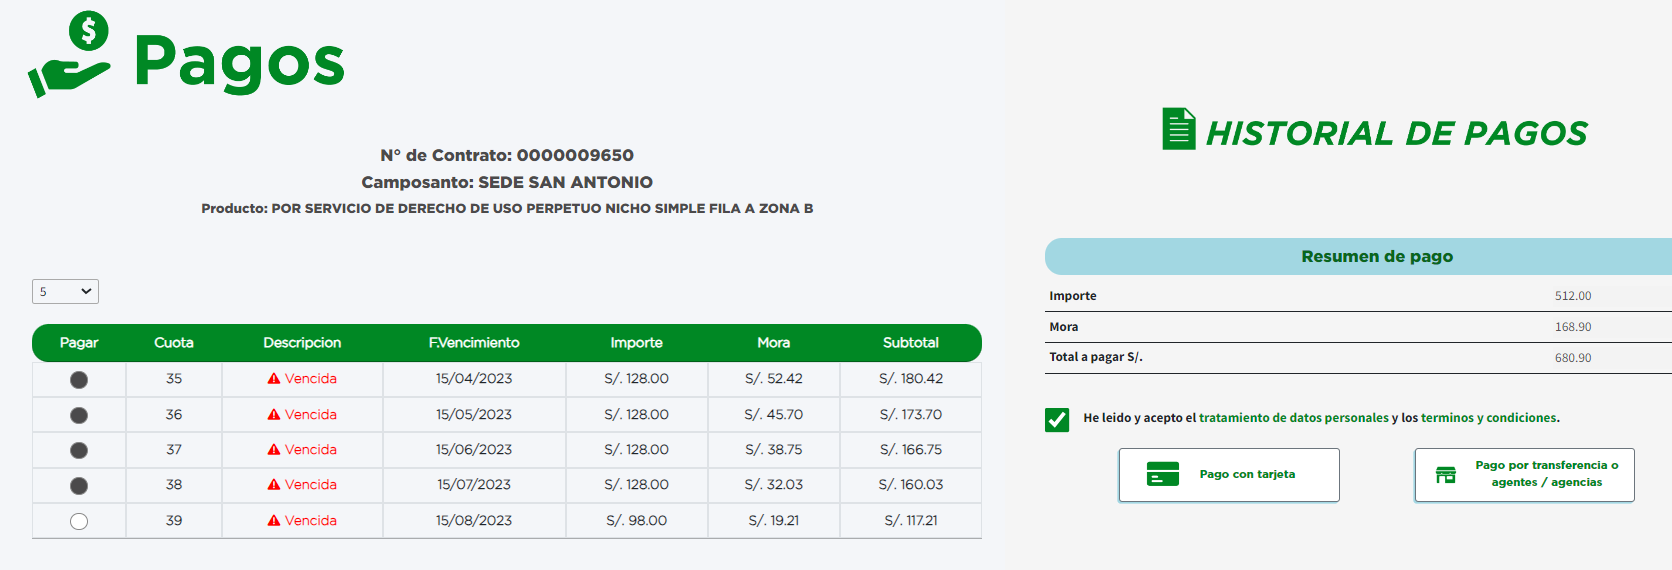 $
Pagos
HISTORIAL DE PAGOS
N° de Contrato: 0000009650
Camposanto: SEDE SAN ANTONIO
Producto: POR SERVICIO DE DERECHO DE USO PERPETUO NICHO SIMPLE FILA A ZONA B
5
Pagar Cuota Descripcion F.Vencimiento Importe Mora Subtotal
35 Vencida 15/04/2023 S/. 128.00 S/. 52.42 S/. 180.42
36 Vencida 15/05/2023 S/. 128.00 S/. 45.70 S/. 173.70
37 Vencida 15/06/2023 S/. 128.00 S/. 38.75 S/. 166.75
38 Vencida 15/07/2023 S/. 128.00 S/. 32.03 S/. 160.03
39 Vencida 15/08/2023 S/. 98.00 S/. 19.21 S/. 117.21
Resumen de pago
Importe 512.00
Mora 168.90
Total a pagar S/. 680.90
He leido y acepto el tratamiento de datos personales y los terminos y condiciones.
Pago con tarjeta
Pago por transferencia o
agentes / agencias